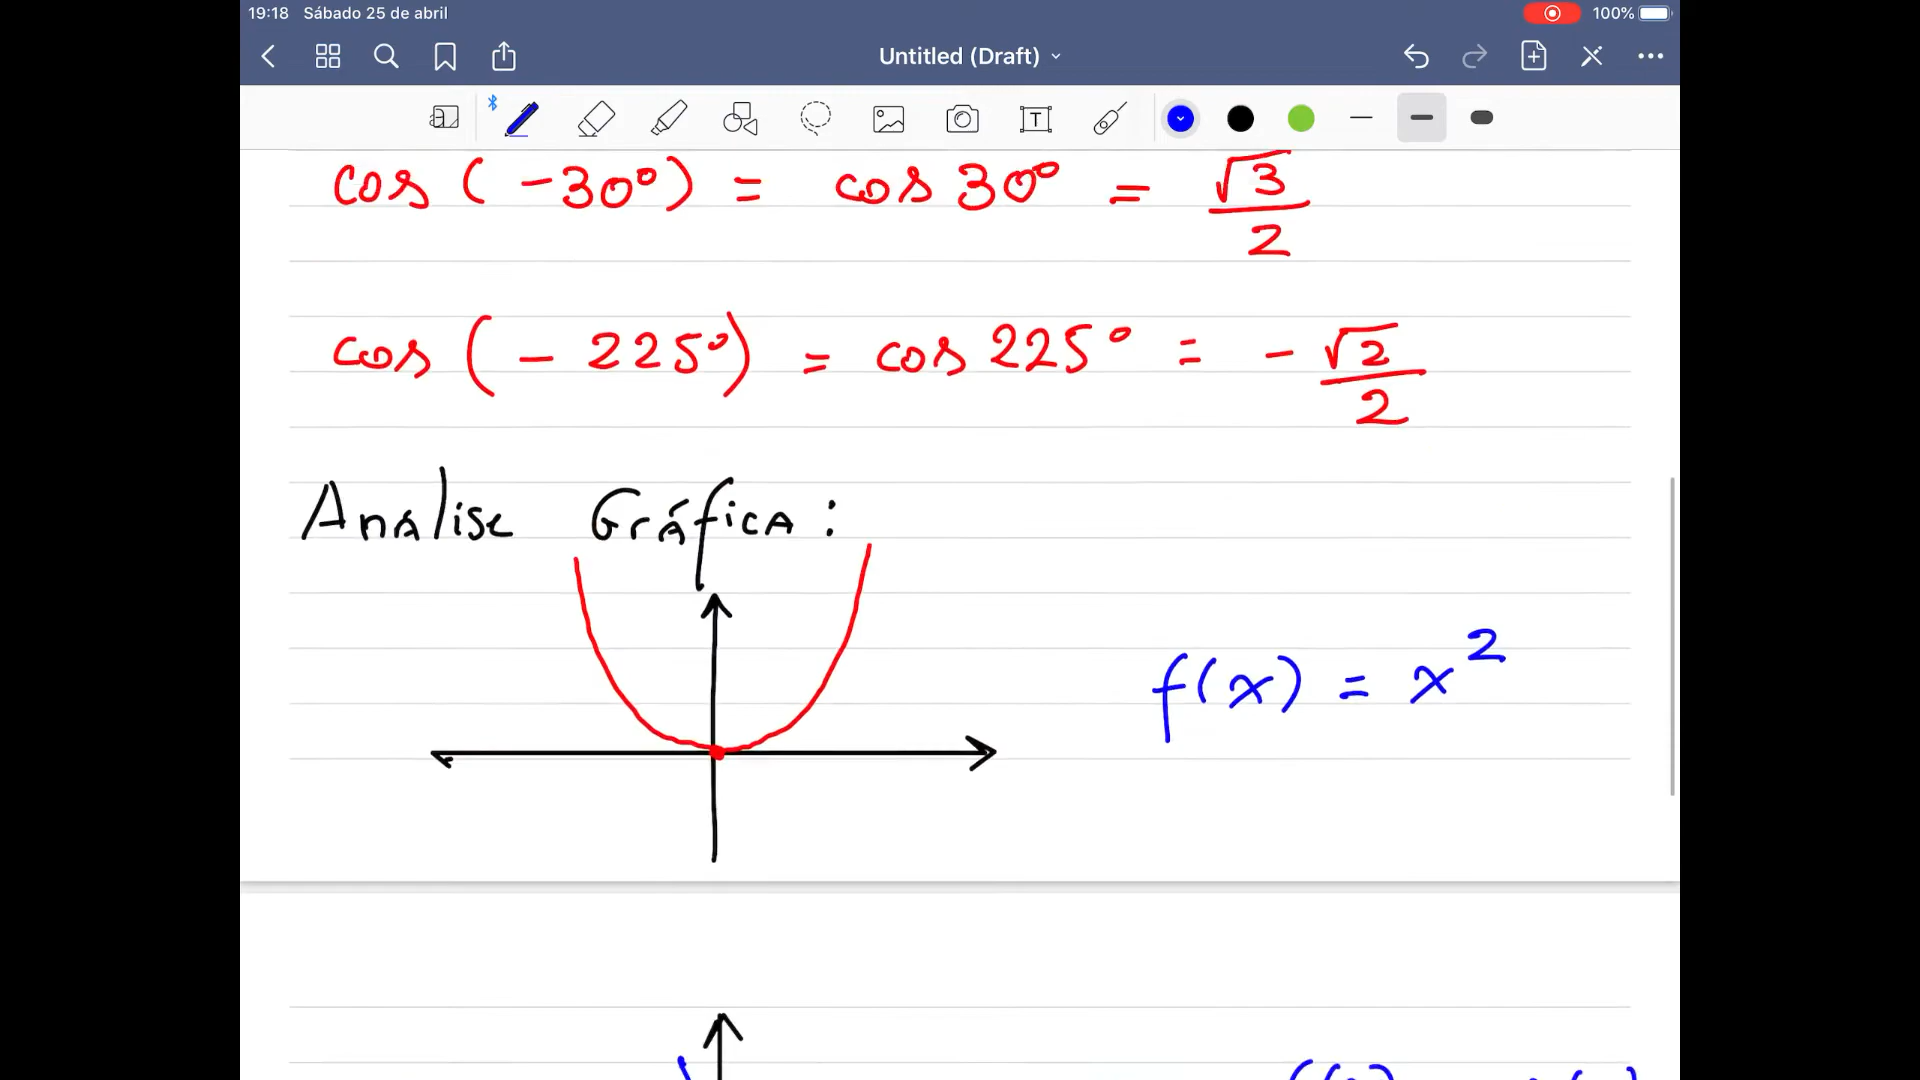 19:18 Sábado 25 de abril 100%
Untitled (Draft)
cos (-30°) = cos 30° = √3/2
cos (-225°) = cos 225° = -√2/2
Análise Gráfica:
f(x) = x²